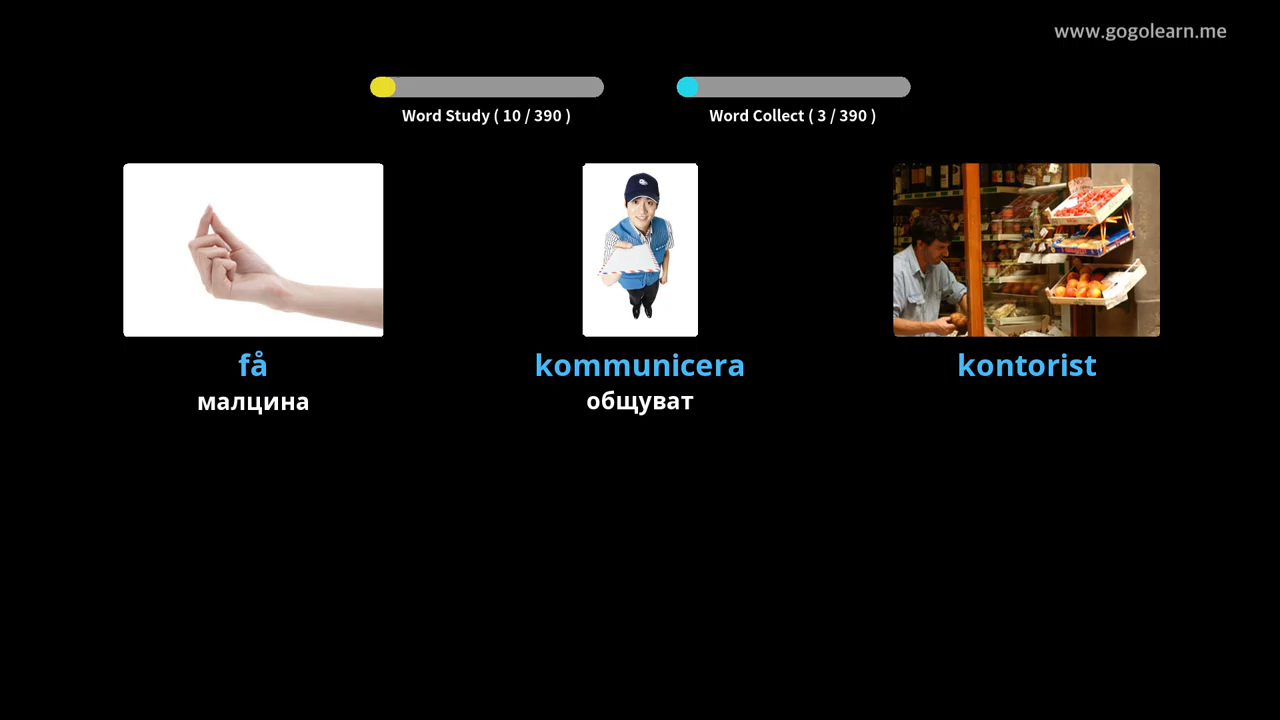 www.gogolearn.me
Word Study ( 10 / 390 )
Word Collect ( 3 / 390 )
få
kommunicera
kontorist
малцина
общуват